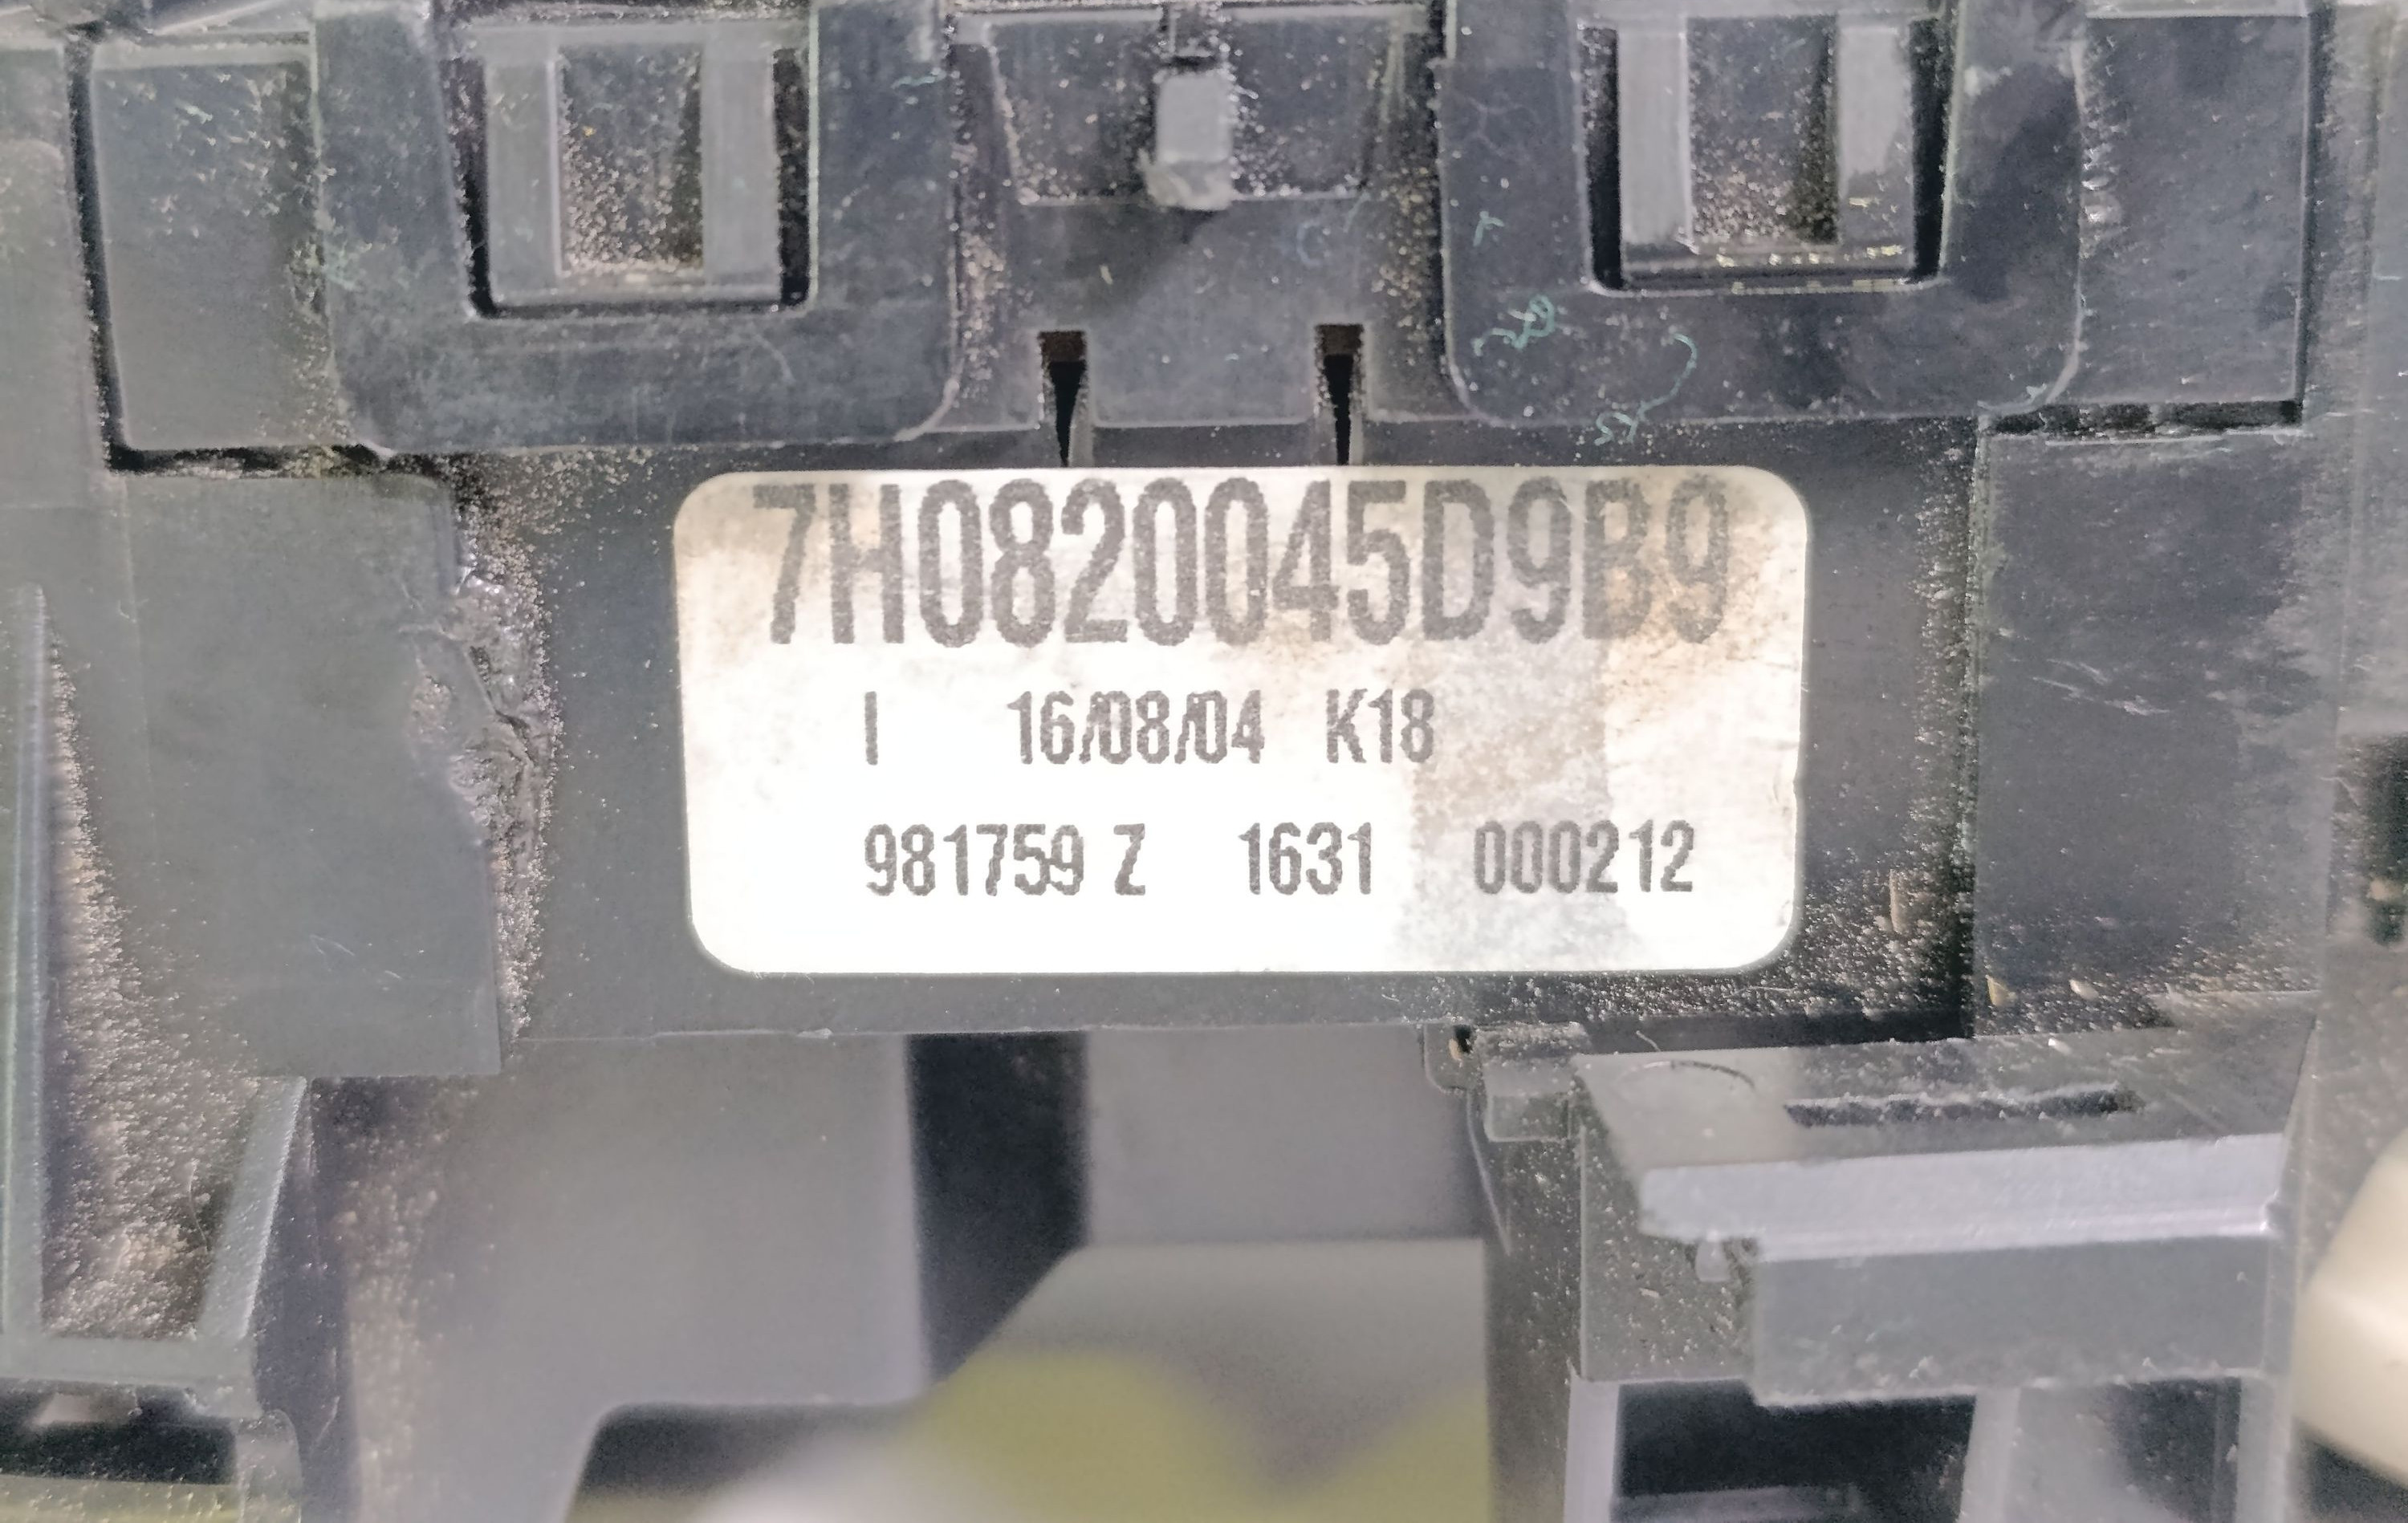 7H0820045D9B9
I 16/08/04 K18
981759 Z 1631 000212